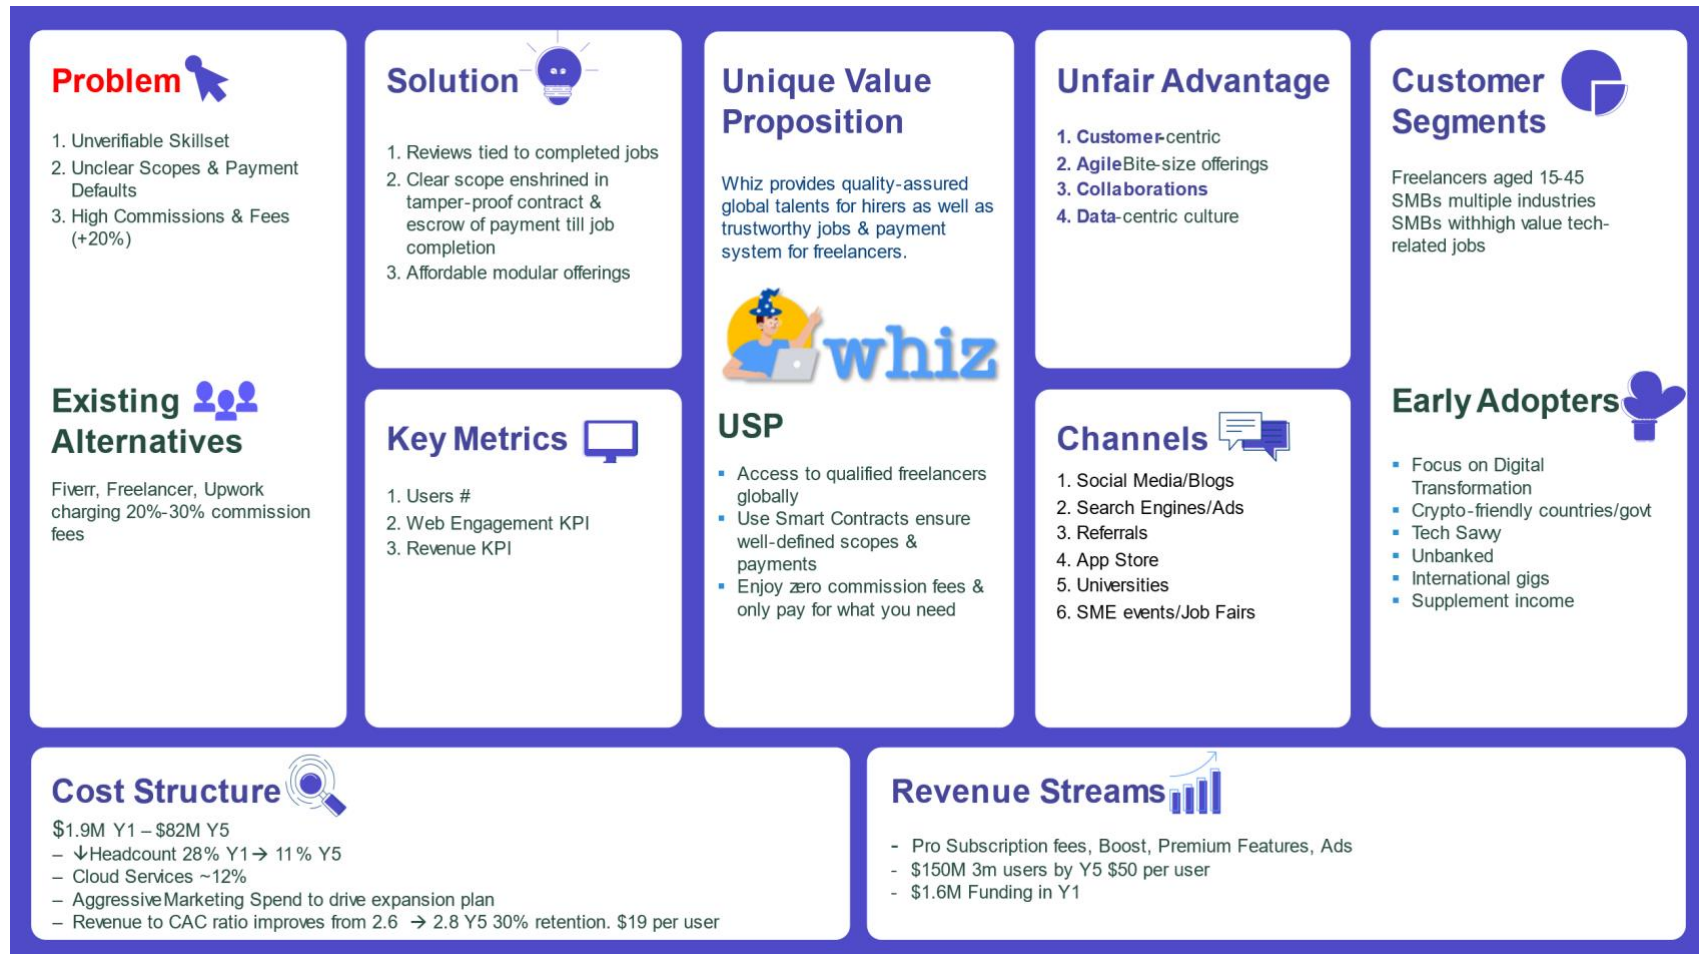 Problem
1. Unverifiable Skillset
2. Unclear Scopes & Payment
Defaults
3. High Commissions & Fees
(+20%)
Existing
Alternatives
Fiverr, Freelancer, Upwork
charging 20%-30% commission
fees
Solution
1. Reviews tied to completed jobs
2. Clear scope enshrined in
tamper-proof contract &
escrow of payment till job
completion
3. Affordable modular offerings
Key Metrics
1. Users #
2. Web Engagement KPI
3. Revenue KPI
Unique Value
Proposition
Whiz provides quality-assured
global talents for hirers as well as
trustworthy jobs & payment
system for freelancers.
whiz
USP
▪ Access to qualified freelancers
globally
▪ Use Smart Contracts ensure
well-defined scopes &
payments
▪ Enjoy zero commission fees &
only pay for what you need
Unfair Advantage
1. Customer-centric
2. Agile Bite-size offerings
3. Collaborations
4. Data-centric culture
Channels
1. Social Media/Blogs
2. Search Engines/Ads
3. Referrals
4. App Store
5. Universities
6. SME events/Job Fairs
Customer
Segments
Freelancers aged 15-45
SMBs multiple industries
SMBs withhigh value tech-
related jobs
Early Adopters
▪ Focus on Digital
Transformation
▪ Crypto-friendly countries/govt
▪ Tech Savvy
▪ Unbanked
▪ International gigs
▪ Supplement income
Cost Structure
$1.9M Y1 – $82M Y5
– ↓Headcount 28% Y1→ 11% Y5
– Cloud Services ~12%
– Aggressive Marketing Spend to drive expansion plan
– Revenue to CAC ratio improves from 2.6 → 2.8 Y5 30% retention. $19 per user
Revenue Streams
- Pro Subscription fees, Boost, Premium Features, Ads
- $150M 3m users by Y5 $50 per user
- $1.6M Funding in Y1